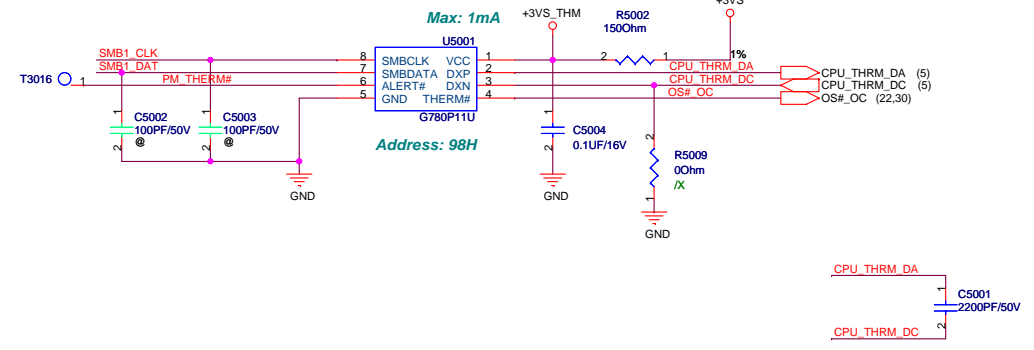 Max: 1mA
+3VS_THM
R5002
150Ohm
+3VS
U5001
SMB1_CLK 8 SMBCLK VCC 1 2 1 1%
SMB1_DAT 7 SMBDATA DXP 2 CPU_THRM_DA CPU_THRM_DA (5)
T3016 1 PM_THERM# 6 ALERT# DXN 3 CPU_THRM_DC CPU_THRM_DC (5)
5 GND THERM# 4 OS#_OC OS#_OC (22,30)
G780P11U
1 C5002 100PF/50V @ 2
1 C5003 100PF/50V @ 2
Address: 98H
1 C5004 0.1UF/16V 2
2 R5009 0Ohm /X 1
GND
GND
GND
CPU_THRM_DA
1
C5001
2200PF/50V
2
CPU_THRM_DC